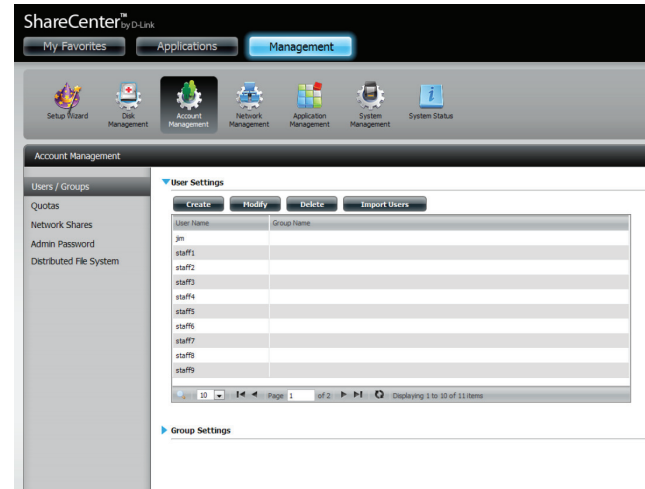 ShareCenter™ by D-Link
My Favorites Applications Management
Setup Wizard Disk Management Account Management Network Management Application Management System Management System Status
Account Management
Users / Groups
Quotas
Network Shares
Admin Password
Distributed File System
User Settings
Create Modify Delete Import Users
User Name Group Name
jim
staff1
staff2
staff3
staff4
staff5
staff6
staff7
staff8
staff9
10 Page 1 of 2 Displaying 1 to 10 of 11 items
Group Settings